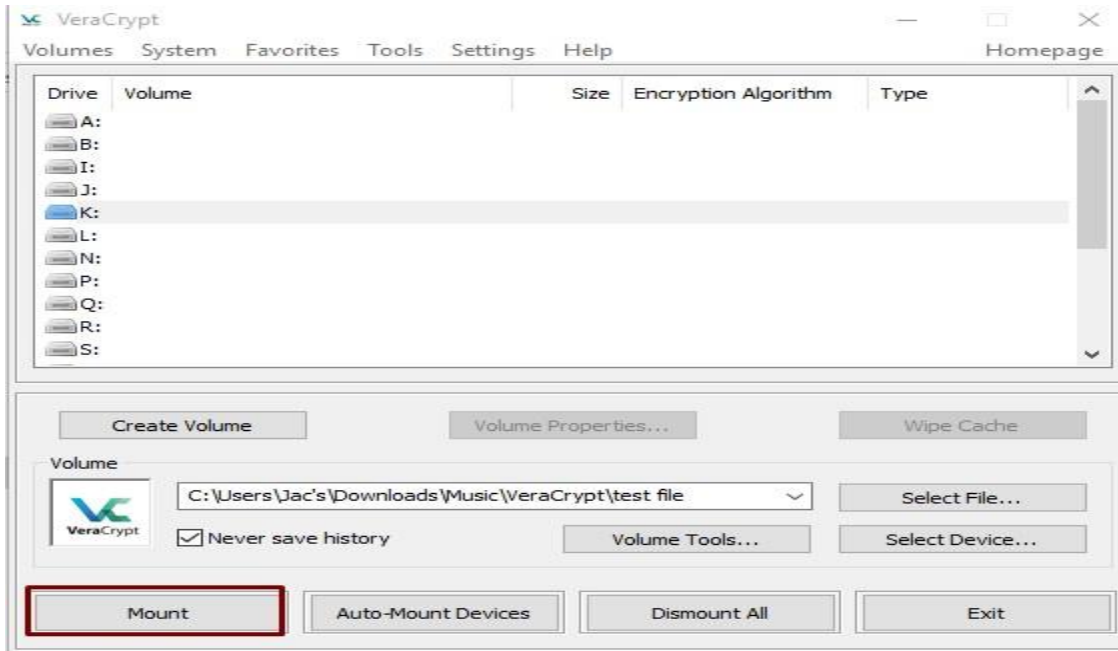 VeraCrypt
Volumes System Favorites Tools Settings Help Homepage
Drive Volume Size Encryption Algorithm Type
A:
B:
I:
J:
K:
L:
N:
P:
Q:
R:
S:
Create Volume Volume Properties... Wipe Cache
Volume
C:\Users\Jac's\Downloads\Music\VeraCrypt\test file Select File...
VeraCrypt Never save history Volume Tools... Select Device...
Mount Auto-Mount Devices Dismount All Exit